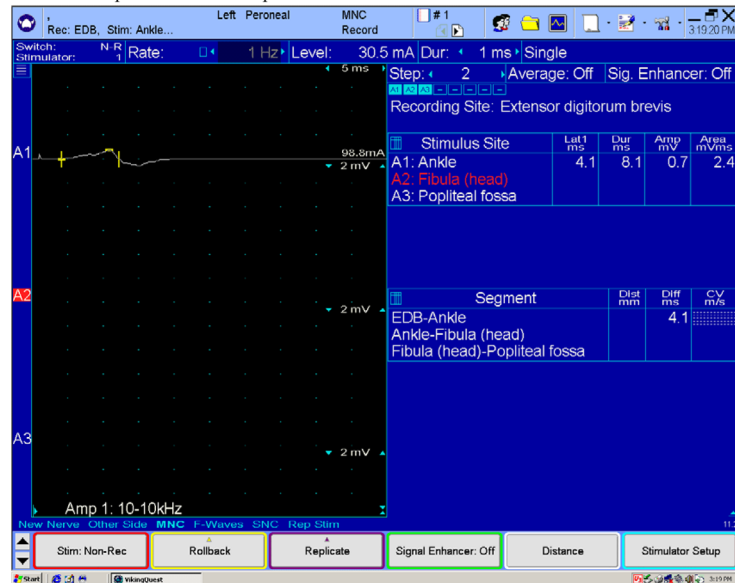 Left Peroneal MNC #1
Rec: EDB, Stim: Ankle... Record 3:19:20 PM
Switch: N-R Rate: 1 Hz Level: 30.5 mA Dur: 1 ms Single
Stimulator: 1
5 ms Step: 2 Average: Off Sig. Enhancer: Off
A1 A2 A3
Recording Site: Extensor digitorum brevis
Stimulus Site Lat1 ms Dur ms Amp mV Area mVms
A1 98.8mA A1: Ankle 4.1 8.1 0.7 2.4
2 mV A2: Fibula (head)
A3: Popliteal fossa
A2 Segment Dist mm Diff ms CV m/s
2 mV EDB-Ankle 4.1
Ankle-Fibula (head)
Fibula (head)-Popliteal fossa
A3
2 mV
Amp 1: 10-10kHz
New Nerve Other Side MNC F-Waves SNC Rep Stim
Stim: Non-Rec Rollback Replicate Signal Enhancer: Off Distance Stimulator Setup
Start VikingQuest 3:19 PM